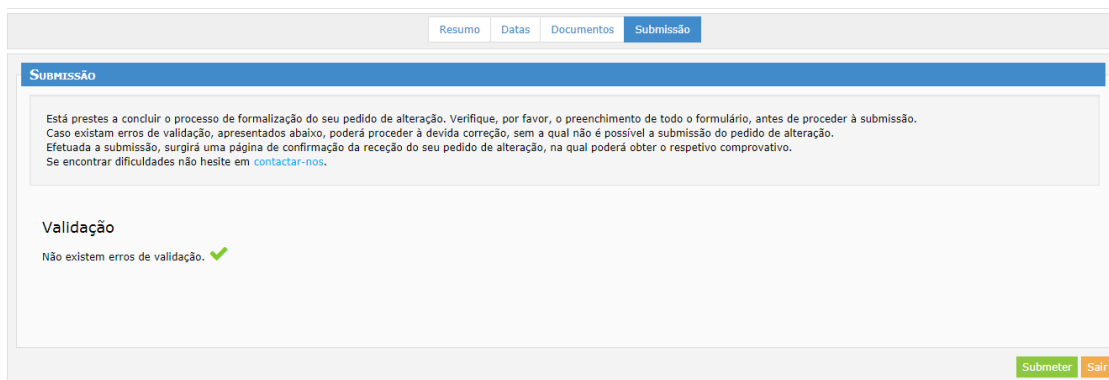 Resumo Datas Documentos Submissão
Submissão
Está prestes a concluir o processo de formalização do seu pedido de alteração. Verifique, por favor, o preenchimento de todo o formulário, antes de proceder à submissão.
Caso existam erros de validação, apresentados abaixo, poderá proceder à devida correção, sem a qual não é possível a submissão do pedido de alteração.
Efetuada a submissão, surgirá uma página de confirmação da receção do seu pedido de alteração, na qual poderá obter o respetivo comprovativo.
Se encontrar dificuldades não hesite em contactar-nos.
Validação
Não existem erros de validação.
Submeter Sair